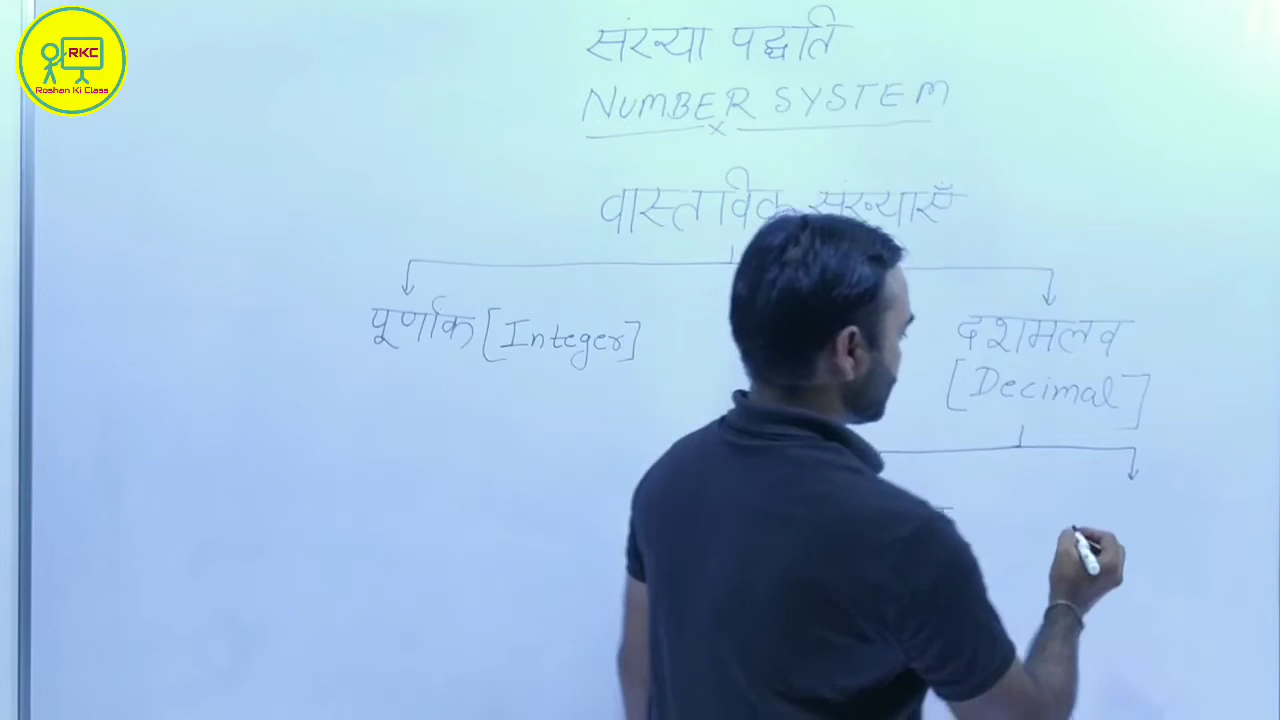 RKC
Roshan Ki Class
संख्या पद्धति
NUMBER SYSTEM
वास्तविक संख्याएँ
पूर्णांक [Integer]
दशमलव
[Decimal]